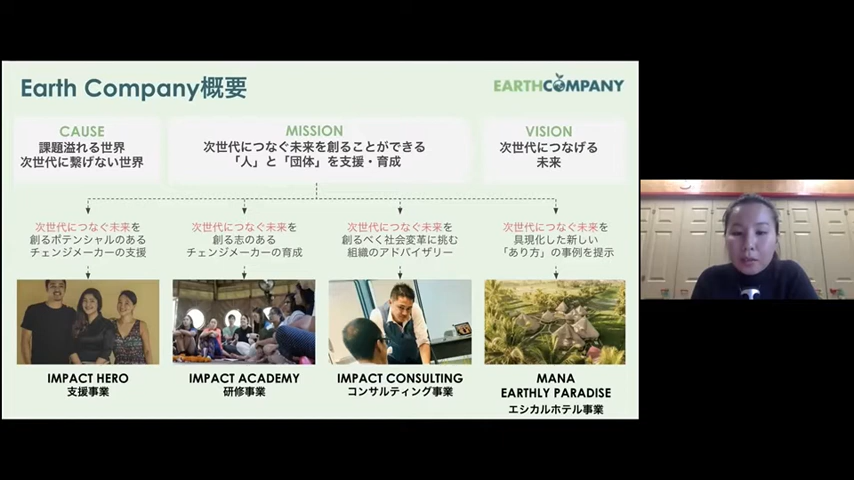 Earth Company概要
EARTHCOMPANY
CAUSE
課題溢れる世界
次世代に繋げない世界
MISSION
次世代につなぐ未来を創ることができる
「人」と「団体」を支援・育成
VISION
次世代につなげる
未来
次世代につなぐ未来を
創るポテンシャルのある
チェンジメーカーの支援
次世代につなぐ未来を
創る志のある
チェンジメーカーの育成
次世代につなぐ未来を
創るべく社会変革に挑む
組織のアドバイザリー
次世代につなぐ未来を
具現化した新しい
「あり方」の事例を提示
IMPACT HERO
支援事業
IMPACT ACADEMY
研修事業
IMPACT CONSULTING
コンサルティング事業
MANA
EARTHLY PARADISE
エシカルホテル事業